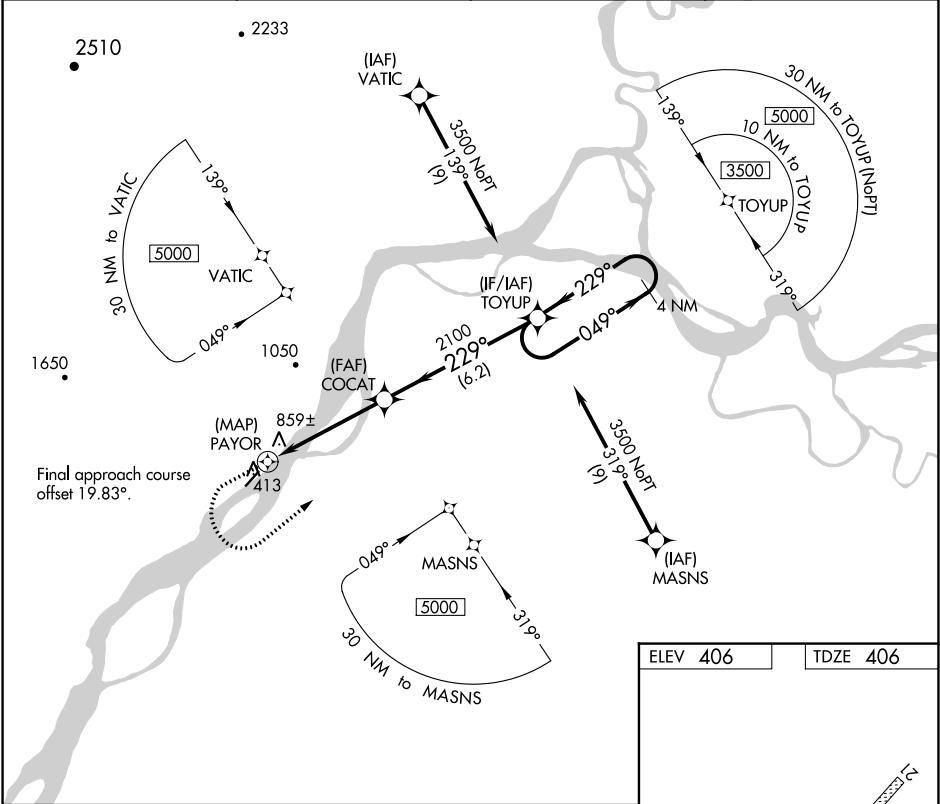 2510
2233
(IAF)
VATIC
3500 NoPT
139°
(9)
30 NM to TOYUP (NoPT)
5000
139°
10 NM to TOYUP
3500
TOYUP
319°
139°
30 NM to VATIC
5000
VATIC
049°
(IF/IAF)
TOYUP
229°
4 NM
049°
2100
229°
(6.2)
1650
1050
(FAF)
COCAT
(MAP)
PAYOR
859±
413
Final approach course
offset 19.83°.
3500 NoPT
319°
(9)
(IAF)
MASNS
049°
MASNS
5000
319°
30 NM to MASNS
ELEV 406
TDZE 406
21